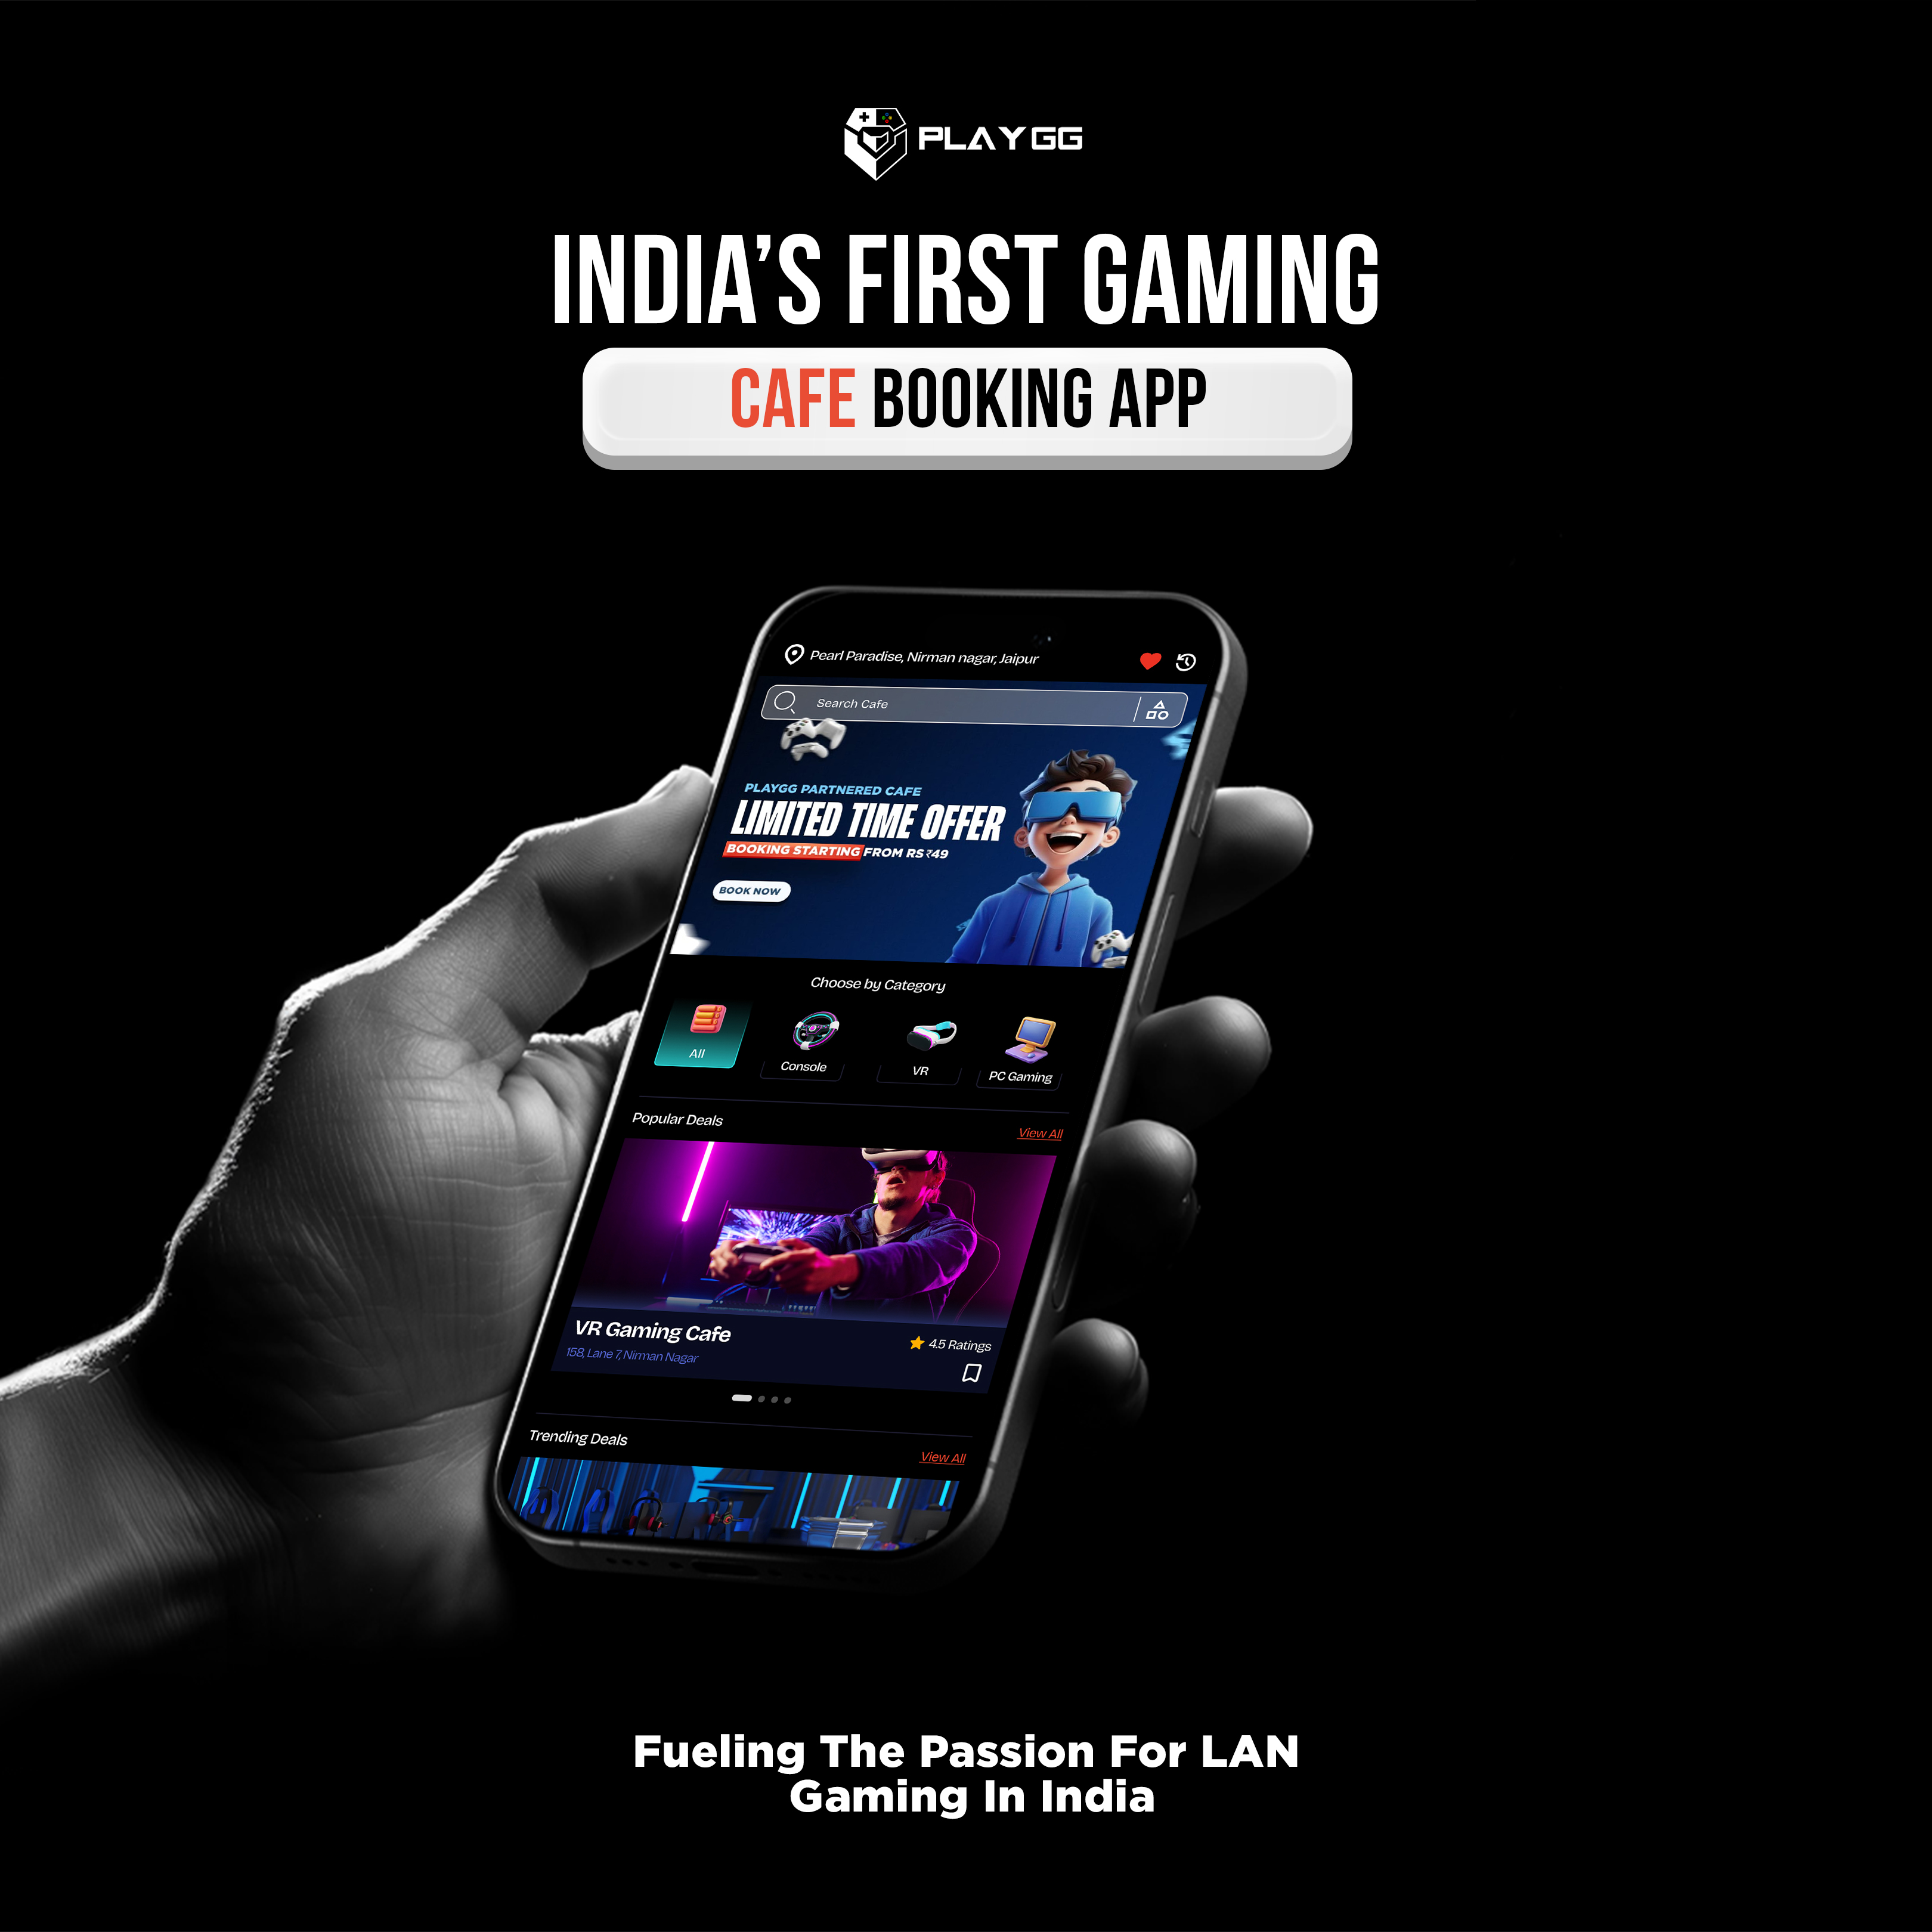 PLAYGG
INDIA'S FIRST GAMING
CAFE BOOKING APP
Pearl Paradise, Nirman nagar, Jaipur
Search Cafe
PLAYGG PARTNERED CAFE
LIMITED TIME OFFER
BOOKING STARTING FROM RS ₹49
BOOK NOW
Choose by Category
All
Console
VR
PC Gaming
Popular Deals
View All
VR Gaming Cafe
4.5 Ratings
158, Lane 7, Nirman Nagar
Trending Deals
View All
Fueling The Passion For LAN
Gaming In India